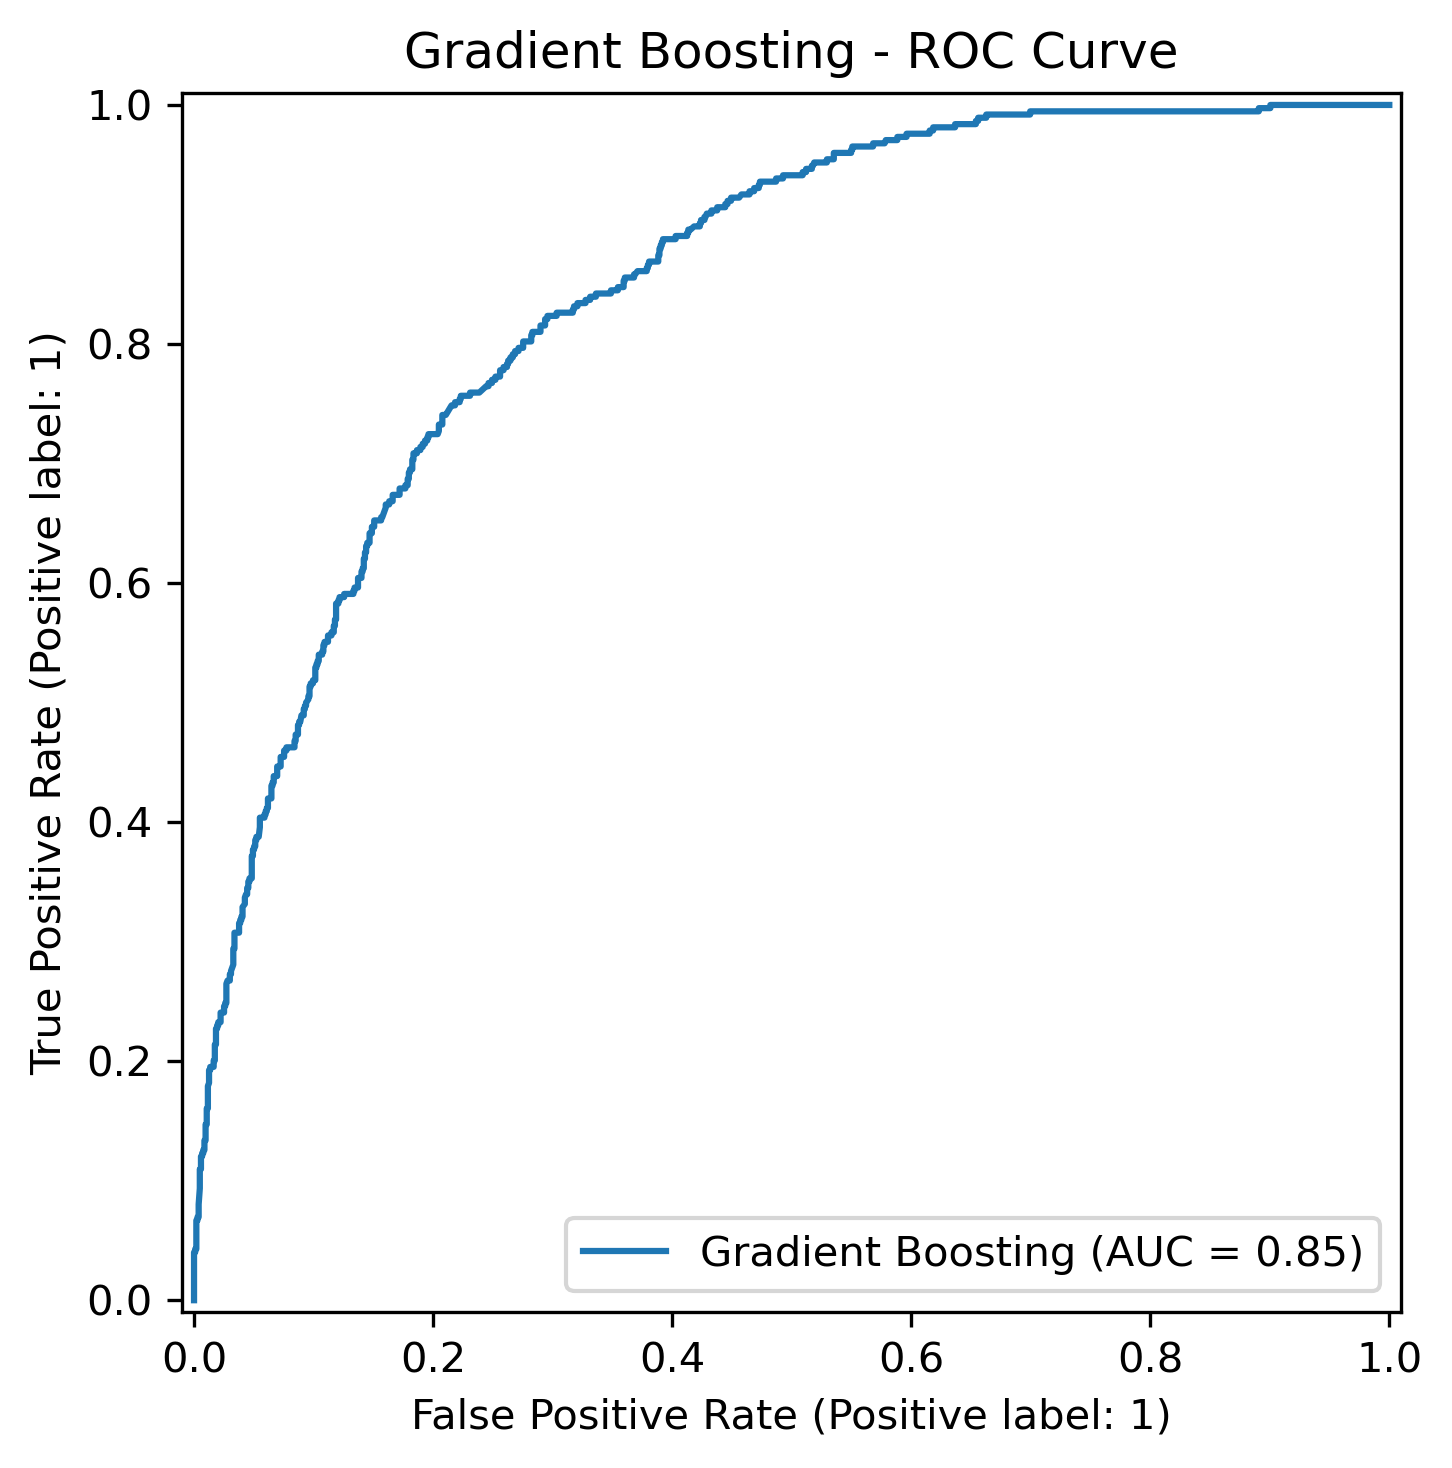 Gradient Boosting - ROC Curve
True Positive Rate (Positive label: 1)
1.0
0.8
0.6
0.4
0.2
0.0
Gradient Boosting (AUC = 0.85)
0.0 0.2 0.4 0.6 0.8 1.0
False Positive Rate (Positive label: 1)